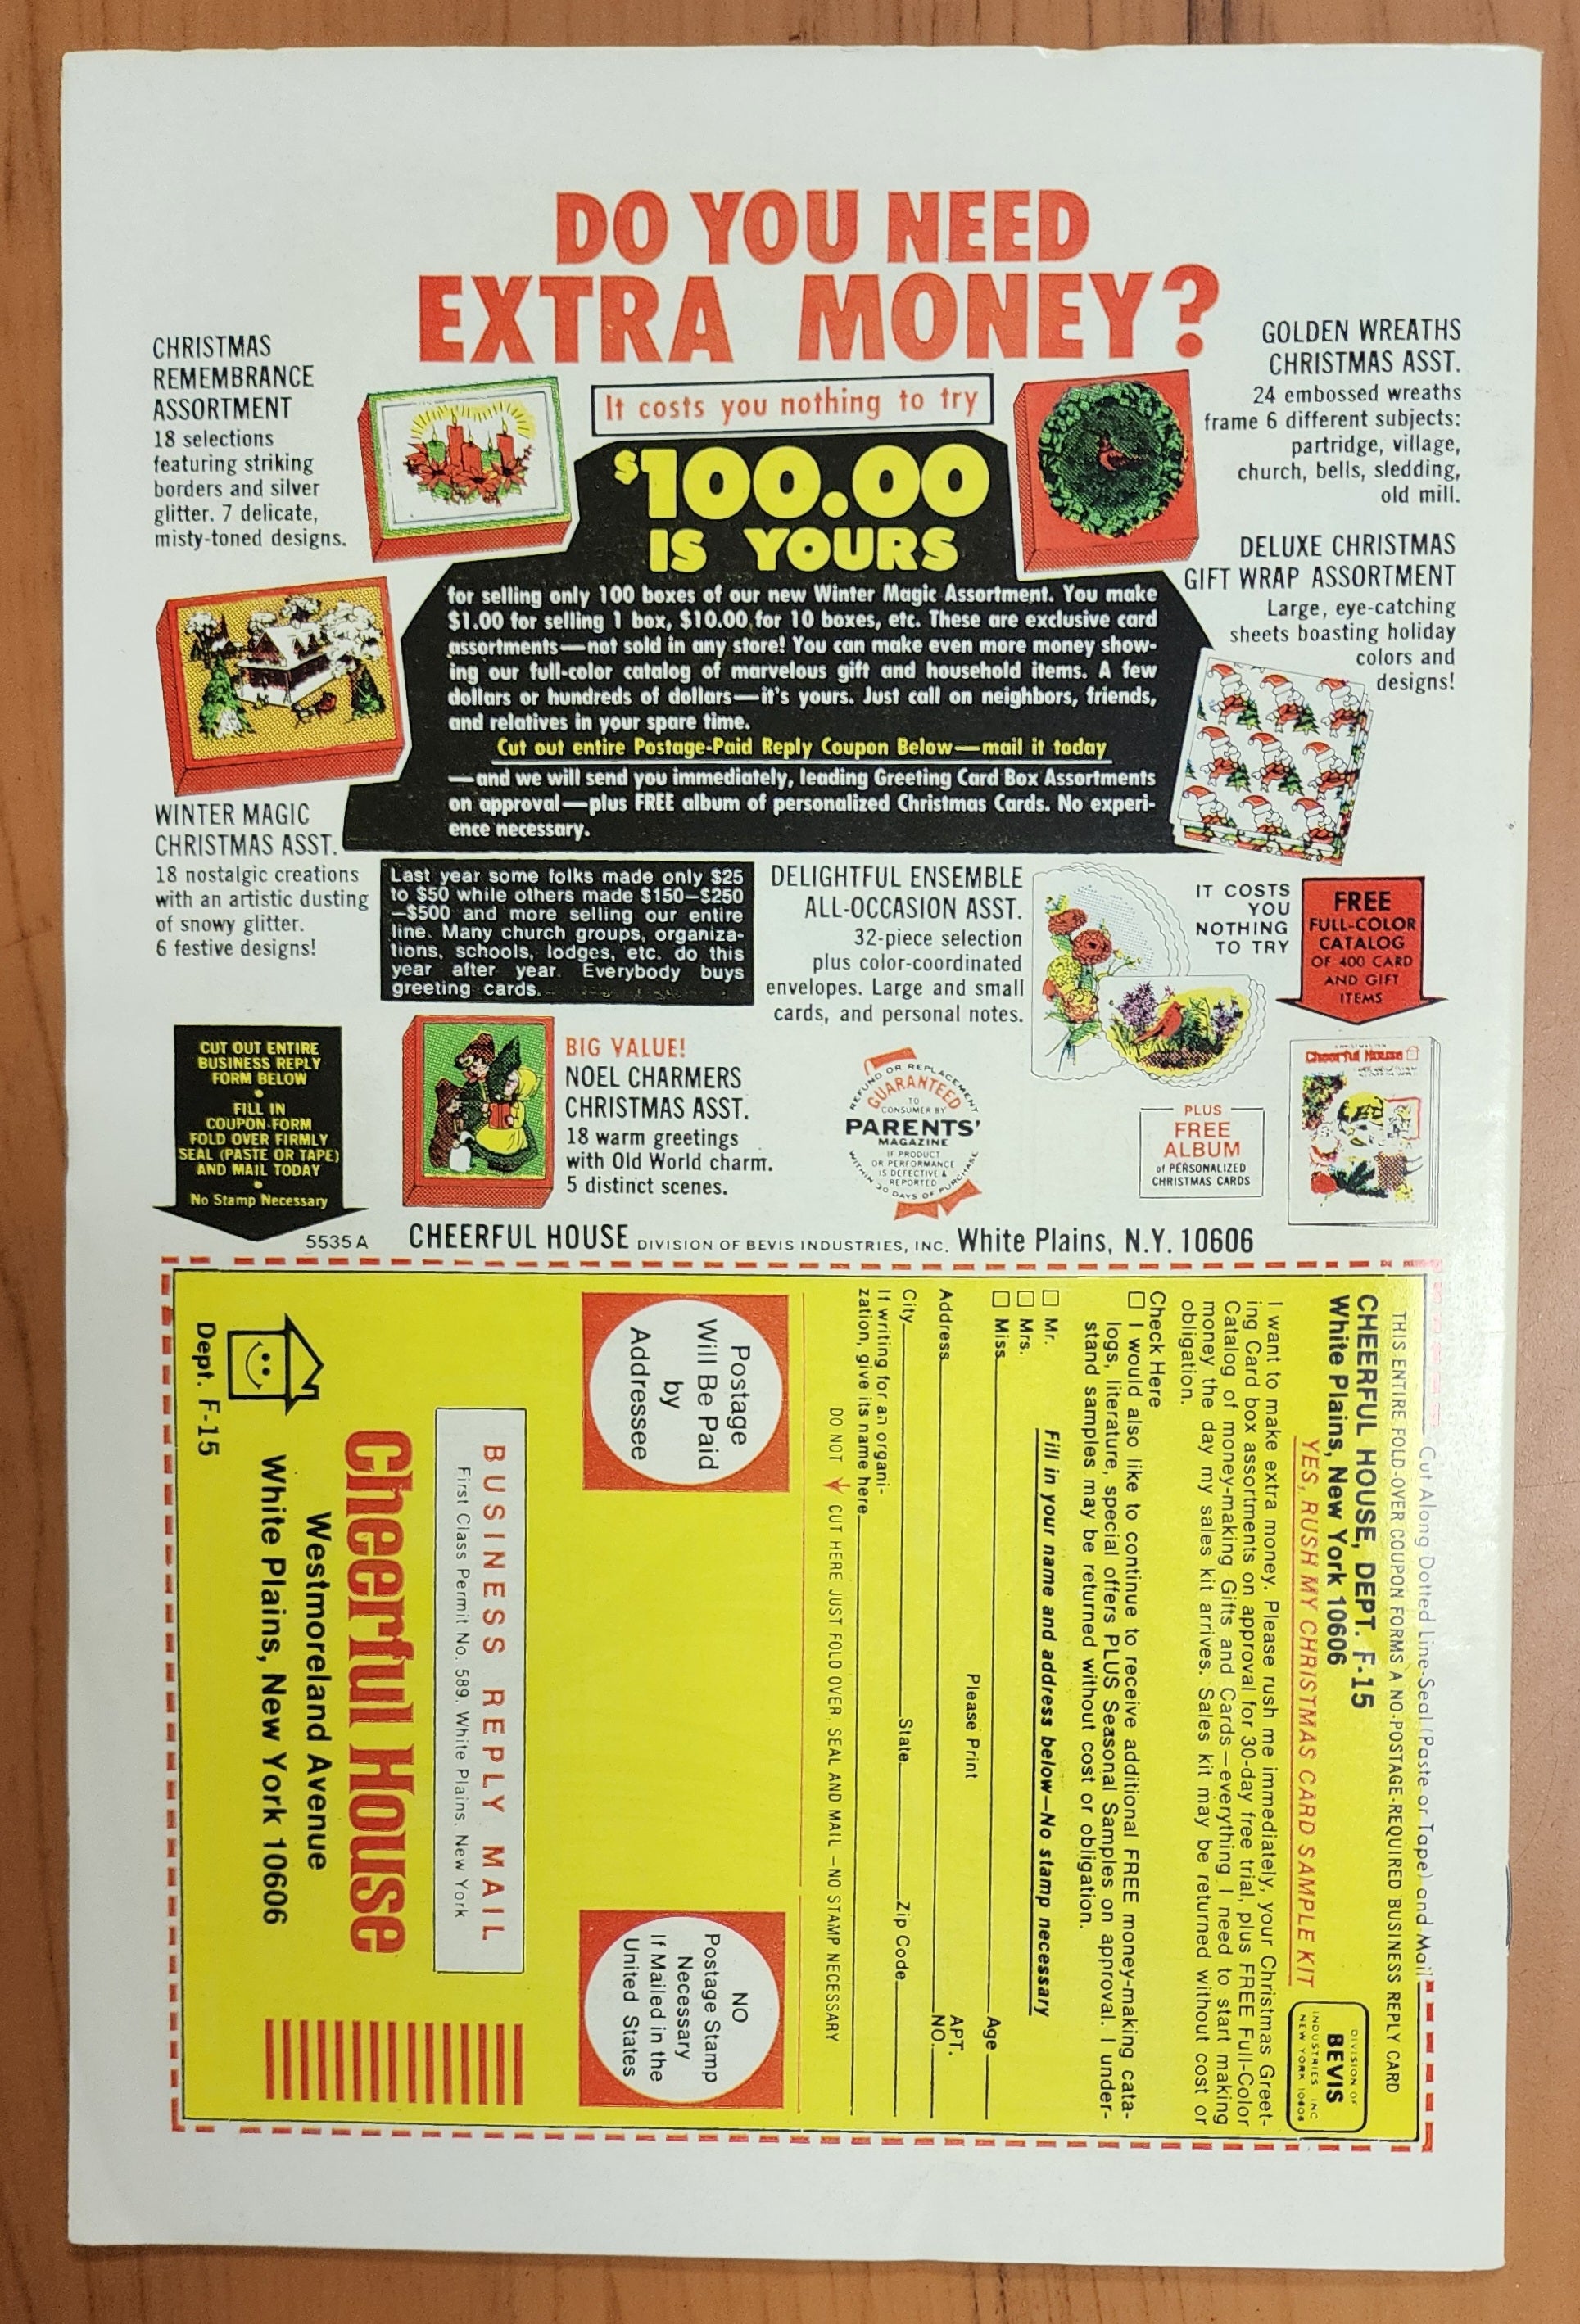 DO YOU NEED
EXTRA MONEY?
It costs you nothing to try
CHRISTMAS
REMEMBRANCE
ASSORTMENT
18 selections
featuring striking
borders and silver
glitter. 7 delicate,
misty-toned designs.
GOLDEN WREATHS
CHRISTMAS ASST.
24 embossed wreaths
frame 6 different subjects:
partridge, village,
church, bells, sledding,
old mill.
$100.00
IS YOURS
for selling only 100 boxes of our new Winter Magic Assortment. You make
$1.00 for selling 1 box, $10.00 for 10 boxes, etc. These are exclusive card
assortments—not sold in any store! You can make even more money show-
ing our full-color catalog of marvelous gift and household items. A few
dollars or hundreds of dollars—it's yours. Just call on neighbors, friends,
and relatives in your spare time.
Cut out entire Postage-Paid Reply Coupon Below—mail it today
—and we will send you immediately, leading Greeting Card Box Assortments
on approval—plus FREE album of personalized Christmas Cards. No experi-
ence necessary.
DELUXE CHRISTMAS
GIFT WRAP ASSORTMENT
Large, eye-catching
sheets boasting holiday
colors and
designs!
WINTER MAGIC
CHRISTMAS ASST.
18 nostalgic creations
with an artistic dusting
of snowy glitter.
6 festive designs!
Last year some folks made only $25
to $50 while others made $150–$250
–$500 and more selling our entire
line. Many church groups, organiza-
tions, schools, lodges, etc. do this
year after year. Everybody buys
greeting cards.
DELIGHTFUL ENSEMBLE
ALL-OCCASION ASST.
32-piece selection
plus color-coordinated
envelopes. Large and small
cards, and personal notes.
IT COSTS
YOU
NOTHING
TO TRY
FREE
FULL-COLOR
CATALOG
OF 400 CARD
AND GIFT
ITEMS
CUT OUT ENTIRE
BUSINESS REPLY
FORM BELOW
•
FILL IN
COUPON FORM
FOLD OVER FIRMLY
SEAL (PASTE OR TAPE)
AND MAIL TODAY
•
No Stamp Necessary
BIG VALUE!
NOEL CHARMERS
CHRISTMAS ASST.
18 warm greetings
with Old World charm.
5 distinct scenes.
REFUND OR REPLACEMENT
GUARANTEED
TO
CONSUMER BY
PARENTS'
MAGAZINE
IF PRODUCT
OR PERFORMANCE
IS DEFECTIVE &
REPORTED
WITHIN 30 DAYS OF PURCHASE
PLUS
FREE
ALBUM
of PERSONALIZED
CHRISTMAS CARDS
Cheerful House
5535 A
CHEERFUL HOUSE DIVISION OF BEVIS INDUSTRIES, INC. White Plains, N.Y. 10606
Cut Along Dotted Line-Seal (Paste or Tape) and Mail
THIS ENTIRE FOLD-OVER COUPON FORMS A NO-POSTAGE-REQUIRED BUSINESS REPLY CARD
CHEERFUL HOUSE, DEPT. F-15
White Plains, New York 10606
DIVISION OF
BEVIS
INDUSTRIES INC
NEW YORK 10606
YES, RUSH MY CHRISTMAS CARD SAMPLE KIT
I want to make extra money. Please rush me immediately, your Christmas Greet-
ing Card box assortments on approval for 30-day free trial, plus FREE Full-Color
Catalog of money-making Gifts and Cards—everything I need to start making
money the day my sales kit arrives. Sales kit may be returned without cost or
obligation.
Check Here
I would also like to continue to receive additional FREE money-making cata-
logs, literature, special offers PLUS Seasonal Samples on approval. I under-
stand samples may be returned without cost or obligation.
Fill in your name and address below—No stamp necessary
Mr.
Mrs.
Miss Age
Please Print
Address APT. NO.
City State Zip Code
If writing for an organi-
zation, give its name here
DO NOT CUT HERE JUST FOLD OVER, SEAL AND MAIL –NO STAMP NECESSARY
Postage
Will Be Paid
by
Addressee
NO
Postage Stamp
Necessary
If Mailed in the
United States
BUSINESS REPLY MAIL
First Class Permit No. 589. White Plains. New York
Cheerful House
Westmoreland Avenue
White Plains, New York 10606
Dept. F-15